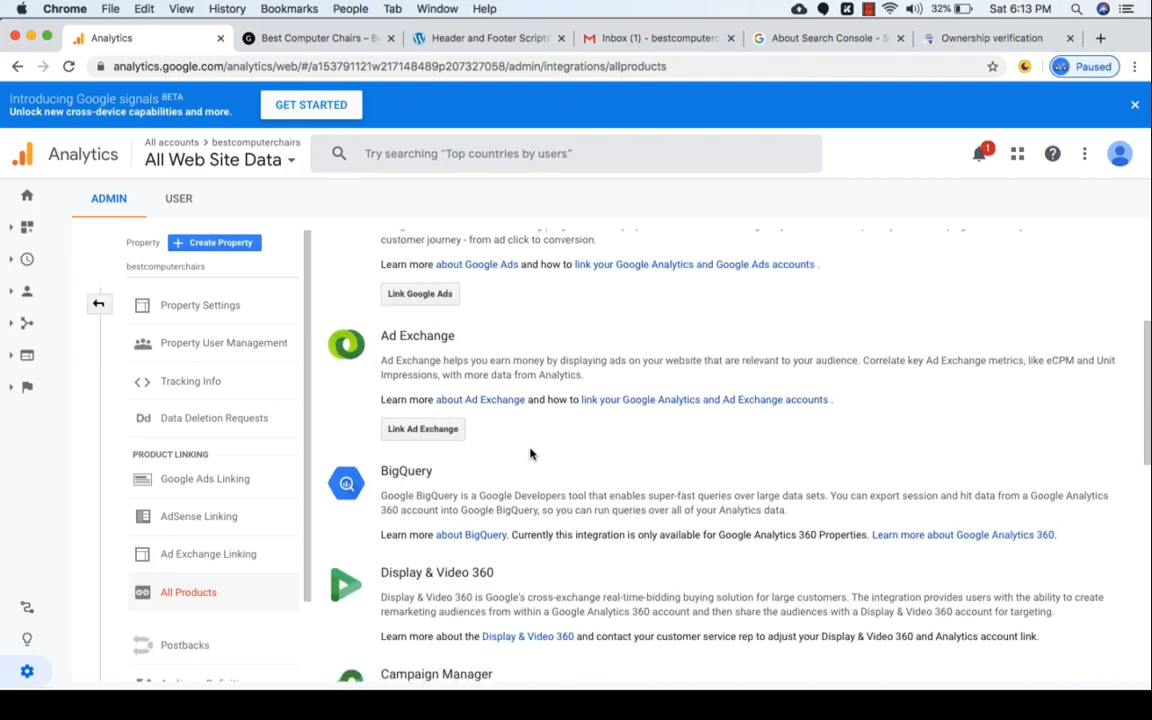 Chrome File Edit View History Bookmarks People Tab Window Help 32% Sat 6:13 PM
Analytics Best Computer Chairs – Be Header and Footer Scripts Inbox (1) - bestcomputerc About Search Console - S Ownership verification
analytics.google.com/analytics/web/#/a153791121w217148489p207327058/admin/integrations/allproducts Paused
Introducing Google signals BETA
Unlock new cross-device capabilities and more.
GET STARTED
Analytics
All accounts > bestcomputerchairs
All Web Site Data
Try searching "Top countries by users"
1
ADMIN USER
Property Create Property
bestcomputerchairs
Property Settings
Property User Management
Tracking Info
Dd Data Deletion Requests
PRODUCT LINKING
Google Ads Linking
AdSense Linking
Ad Exchange Linking
All Products
Postbacks
customer journey - from ad click to conversion.
Learn more about Google Ads and how to link your Google Analytics and Google Ads accounts .
Link Google Ads
Ad Exchange
Ad Exchange helps you earn money by displaying ads on your website that are relevant to your audience. Correlate key Ad Exchange metrics, like eCPM and Unit
Impressions, with more data from Analytics.
Learn more about Ad Exchange and how to link your Google Analytics and Ad Exchange accounts .
Link Ad Exchange
BigQuery
Google BigQuery is a Google Developers tool that enables super-fast queries over large data sets. You can export session and hit data from a Google Analytics
360 account into Google BigQuery, so you can run queries over all of your Analytics data.
Learn more about BigQuery. Currently this integration is only available for Google Analytics 360 Properties. Learn more about Google Analytics 360.
Display & Video 360
Display & Video 360 is Google's cross-exchange real-time-bidding buying solution for large customers. The integration provides users with the ability to create
remarketing audiences from within a Google Analytics 360 account and then share the audiences with a Display & Video 360 account for targeting.
Learn more about the Display & Video 360 and contact your customer service rep to adjust your Display & Video 360 and Analytics account link.
Campaign Manager